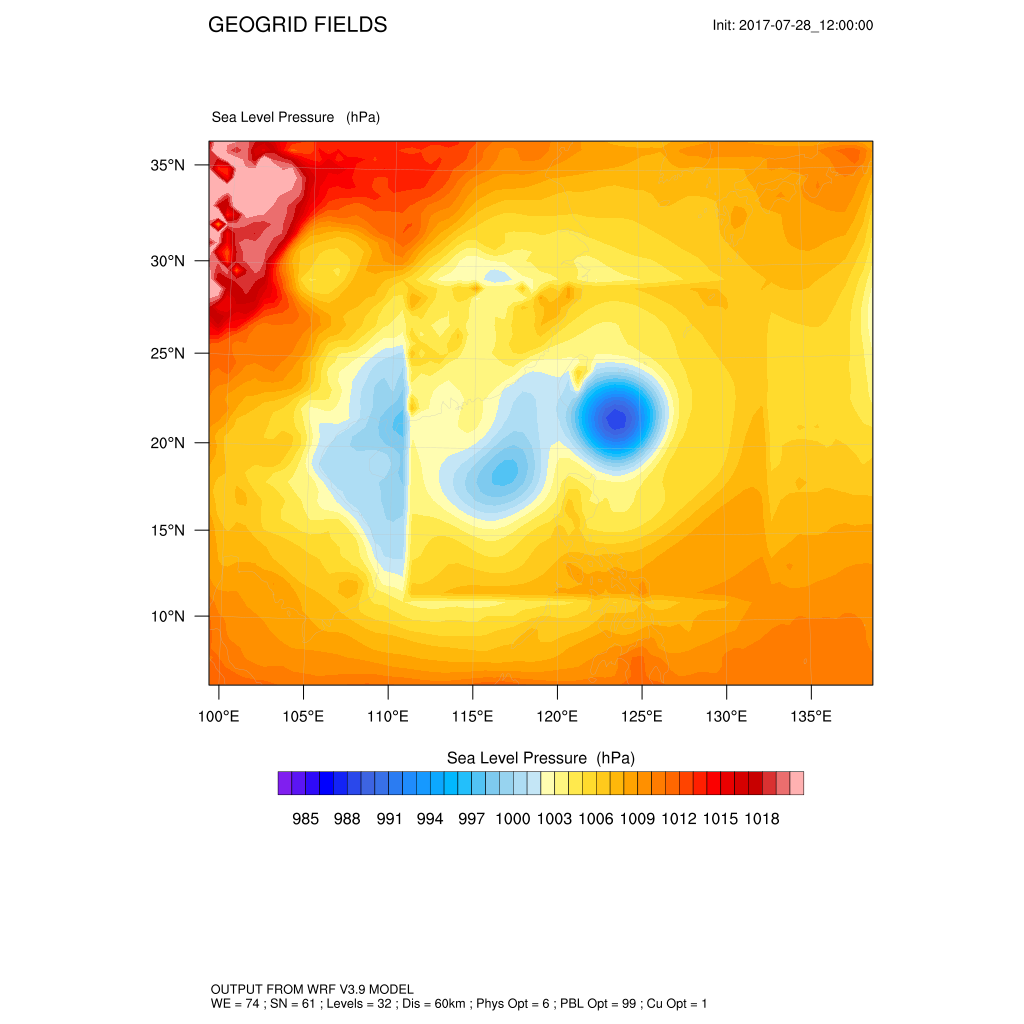 GEOGRID FIELDS
Init: 2017-07-28_12:00:00
Sea Level Pressure (hPa)
35°N
30°N
25°N
20°N
15°N
10°N
100°E 105°E 110°E 115°E 120°E 125°E 130°E 135°E
Sea Level Pressure (hPa)
985 988 991 994 997 1000 1003 1006 1009 1012 1015 1018
OUTPUT FROM WRF V3.9 MODEL
WE = 74 ; SN = 61 ; Levels = 32 ; Dis = 60km ; Phys Opt = 6 ; PBL Opt = 99 ; Cu Opt = 1